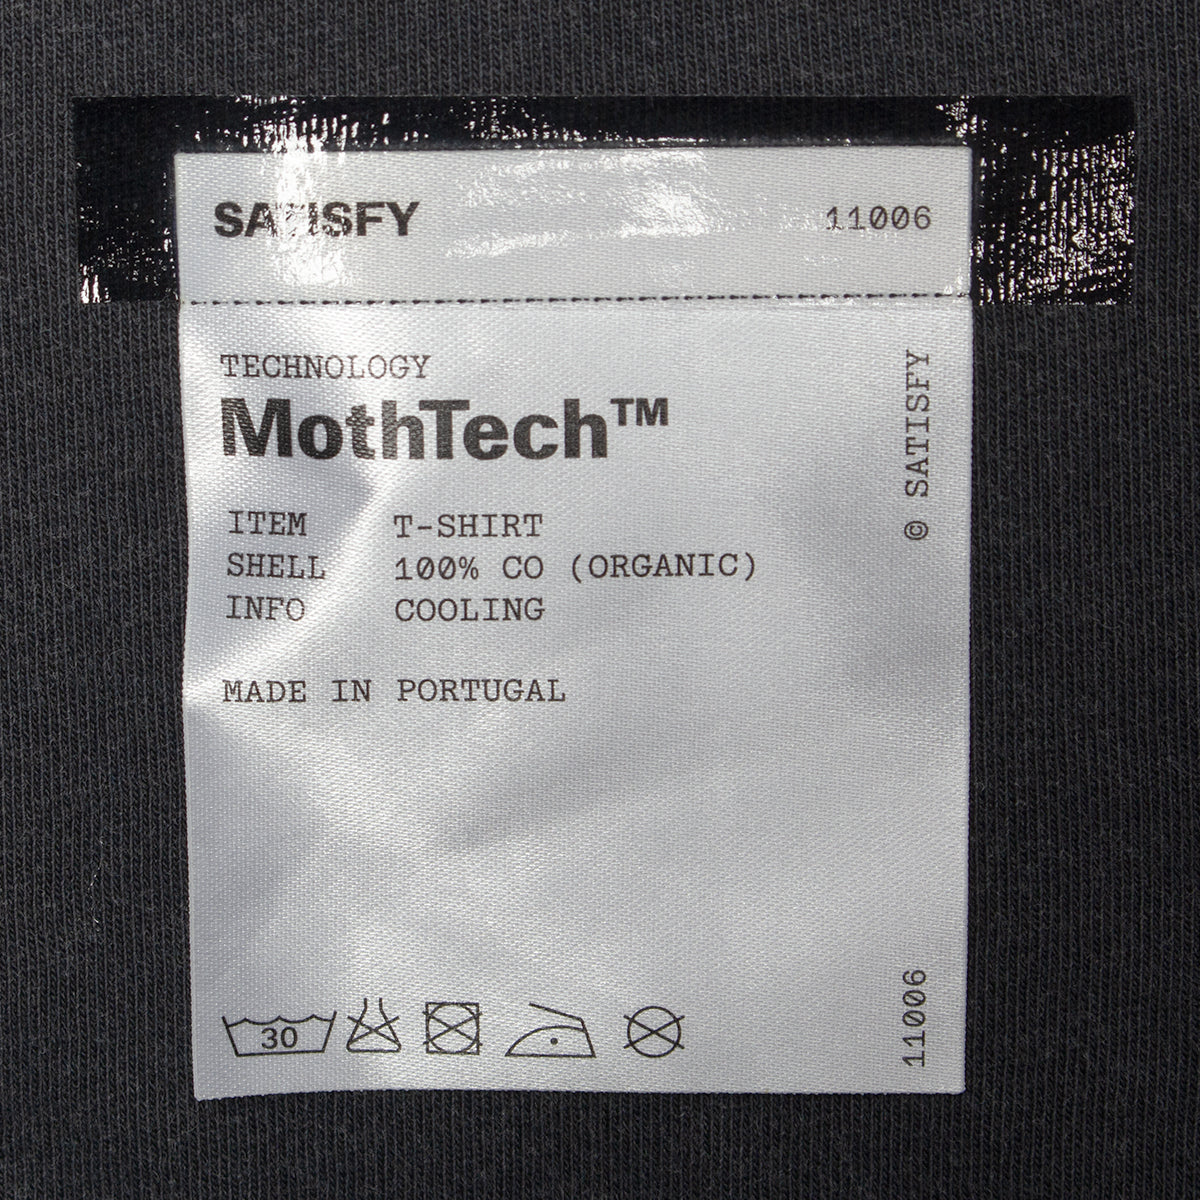 SATISFY 11006
TECHNOLOGY
MothTech™
ITEM T-SHIRT
SHELL 100% CO (ORGANIC)
INFO COOLING
MADE IN PORTUGAL
© SATISFY
30
11006